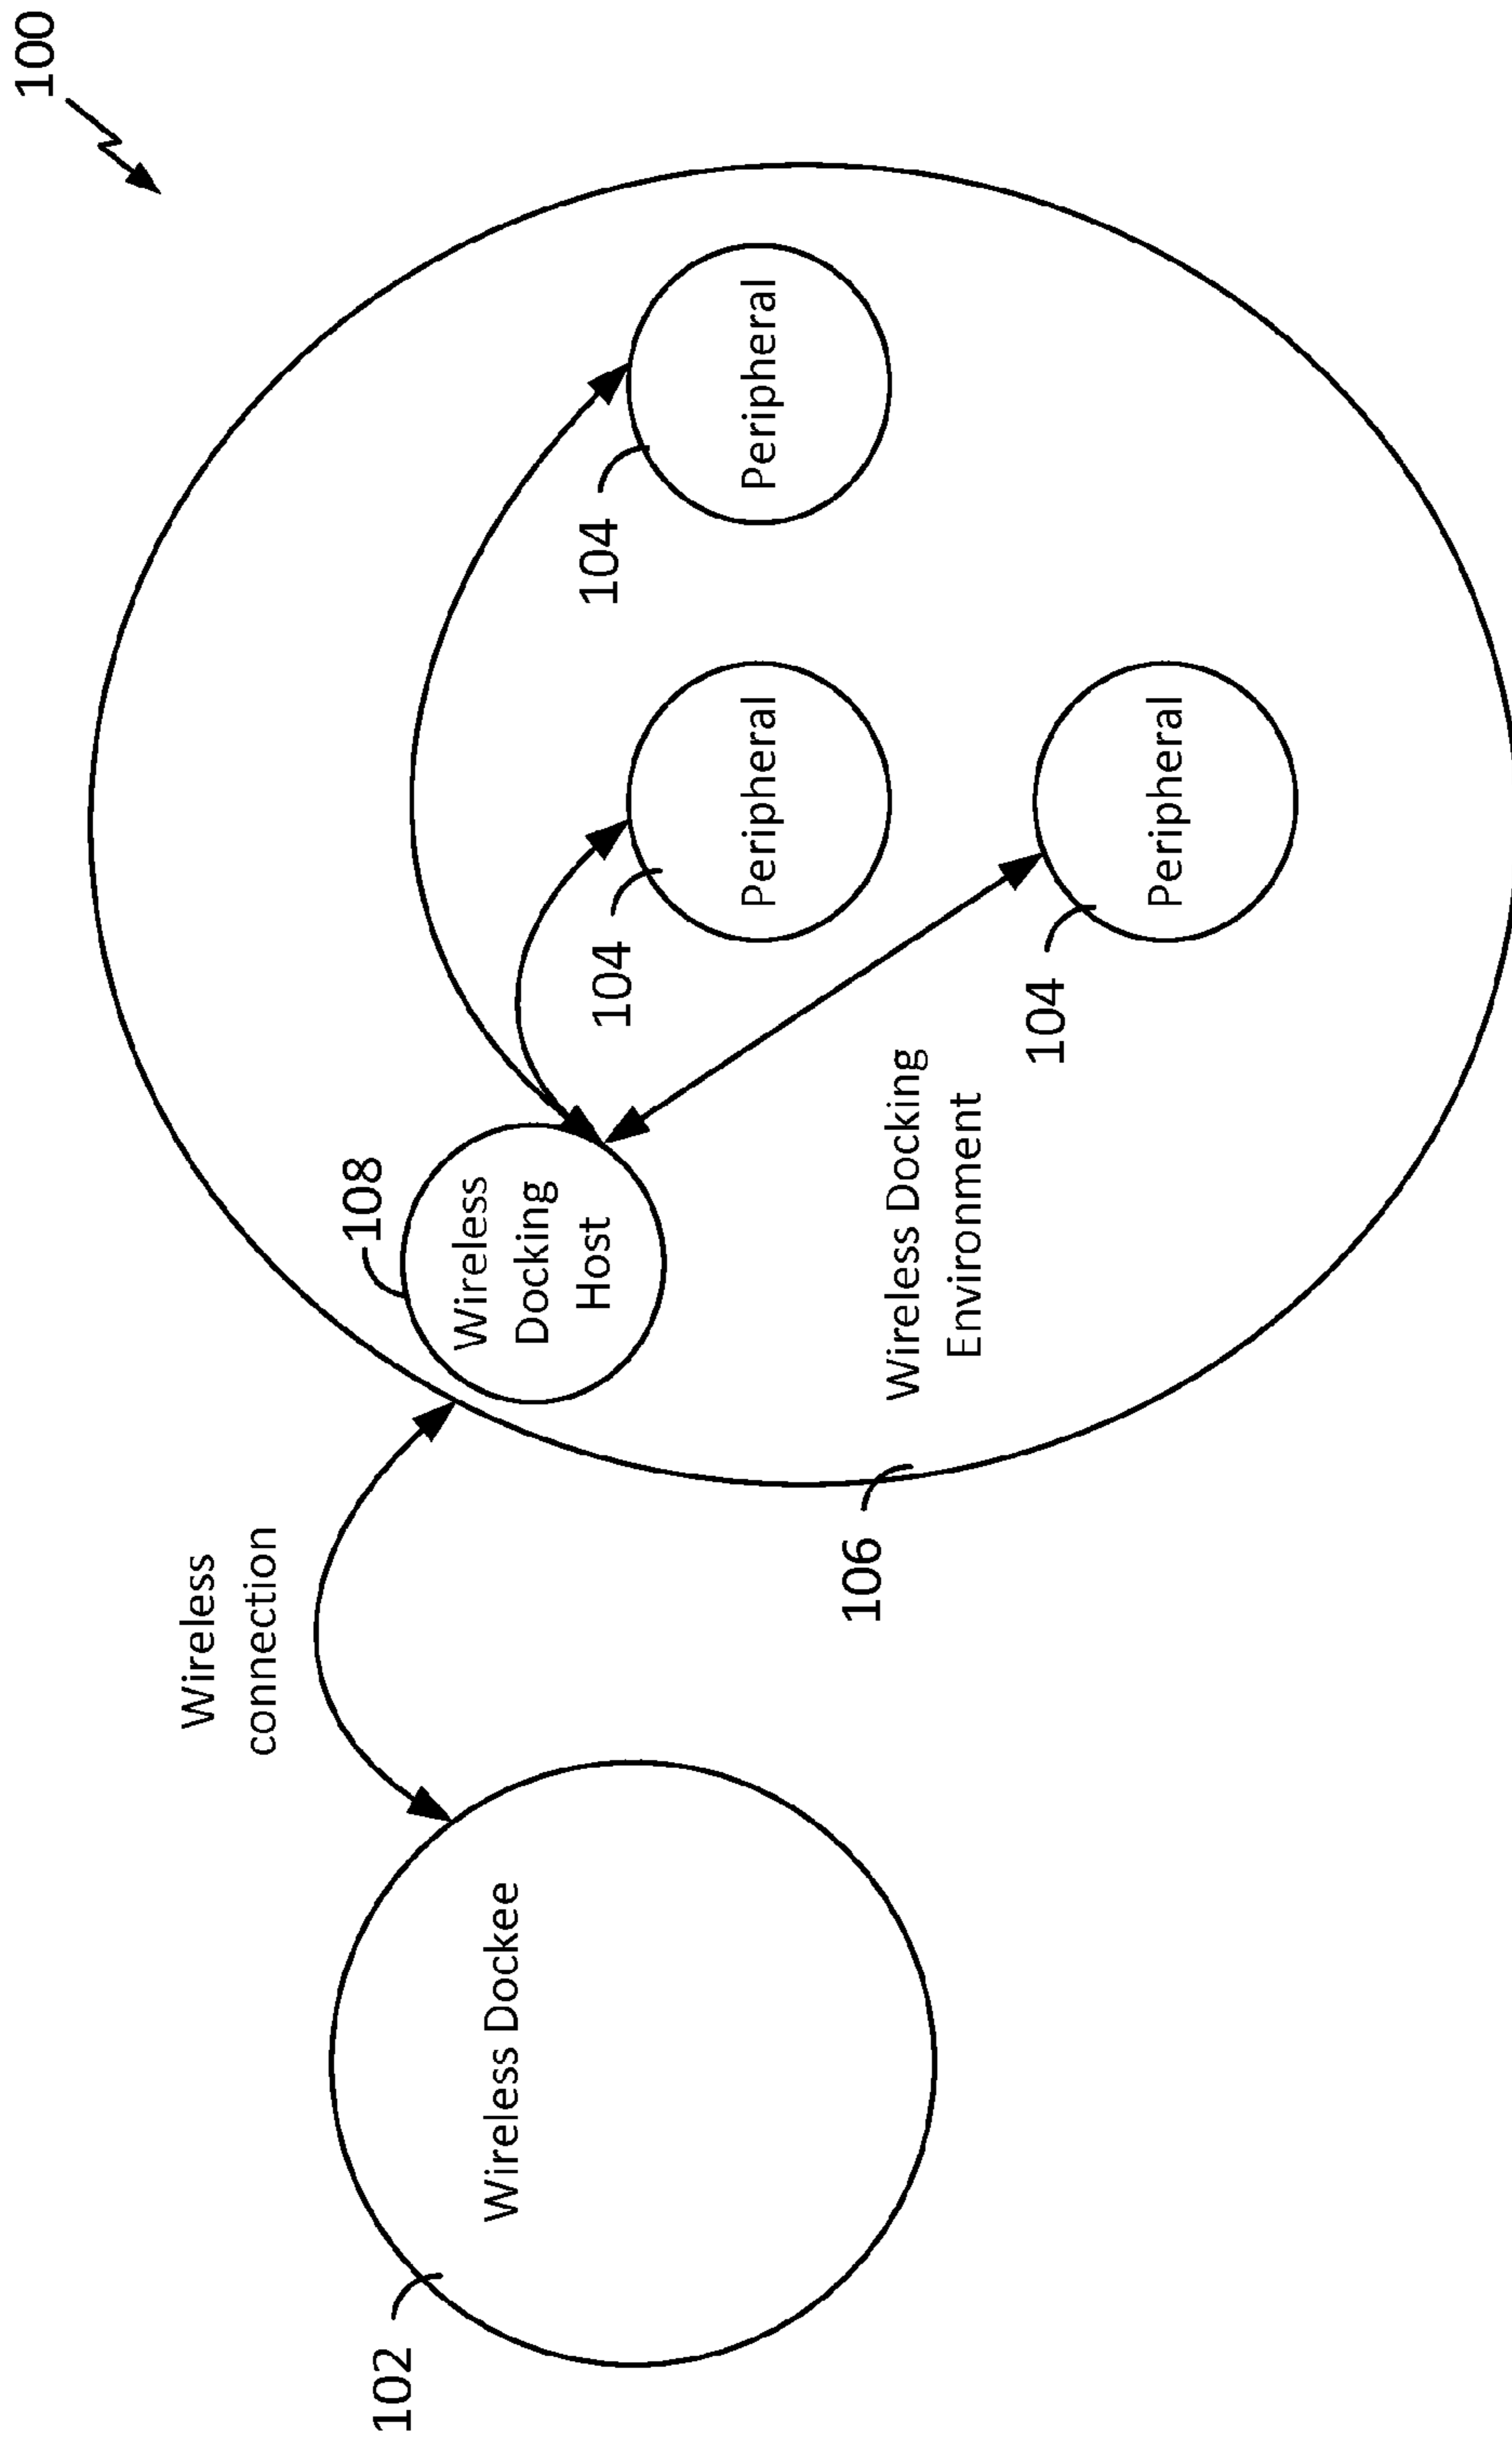 100
Wireless
connection
108
Wireless
Docking
Host
104
Peripheral
104
Peripheral
104
Peripheral
Wireless Docking
Environment
106
102
Wireless Dockee